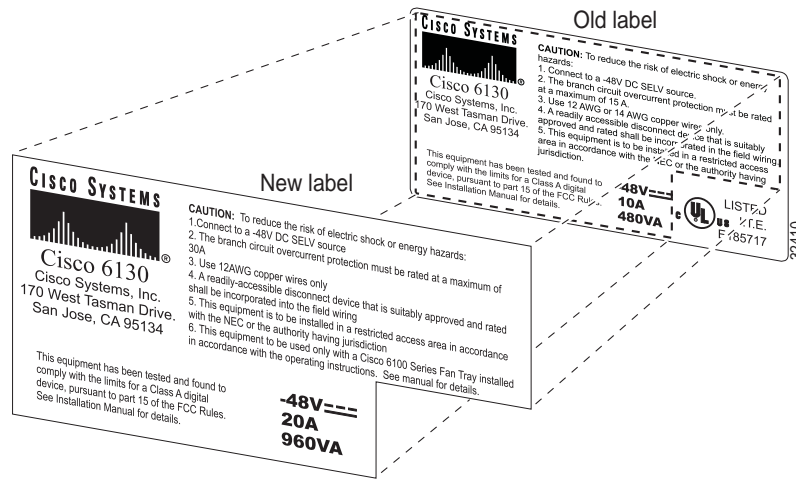 Old label
CISCO SYSTEMS
®
Cisco 6130
Cisco Systems, Inc.
170 West Tasman Drive.
San Jose, CA 95134
CAUTION: To reduce the risk of electric shock or energy
hazards:
1. Connect to a -48V DC SELV source.
2. The branch circuit overcurrent protection must be rated
at a maximum of 15 A.
3. Use 12 AWG or 14 AWG copper wires only.
4. A readily accessible disconnect device that is suitably
approved and rated shall be incorporated in the field wiring
5. This equipment is to be installed in a restricted access
area in accordance with the NEC or the authority having
jurisdiction.
This equipment has been tested and found to
comply with the limits for a Class A digital
device, pursuant to part 15 of the FCC Rules.
See Installation Manual for details.
-48V
10A
480VA
C UL US
LISTED
I.T.E.
E185717
22410
New label
CISCO SYSTEMS
®
Cisco 6130
Cisco Systems, Inc.
170 West Tasman Drive.
San Jose, CA 95134
CAUTION: To reduce the risk of electric shock or energy hazards:
1.Connect to a -48V DC SELV source
2. The branch circuit overcurrent protection must be rated at a maximum of
30A
3. Use 12AWG copper wires only
4. A readily-accessible disconnect device that is suitably approved and rated
shall be incorporated into the field wiring
5. This equipment is to be installed in a restricted access area in accordance
with the NEC or the authority having jurisdiction
6. This equipment to be used only with a Cisco 6100 Series Fan Tray installed
in accordance with the operating instructions. See manual for details.
This equipment has been tested and found to
comply with the limits for a Class A digital
device, pursuant to part 15 of the FCC Rules.
See Installation Manual for details.
-48V
20A
960VA